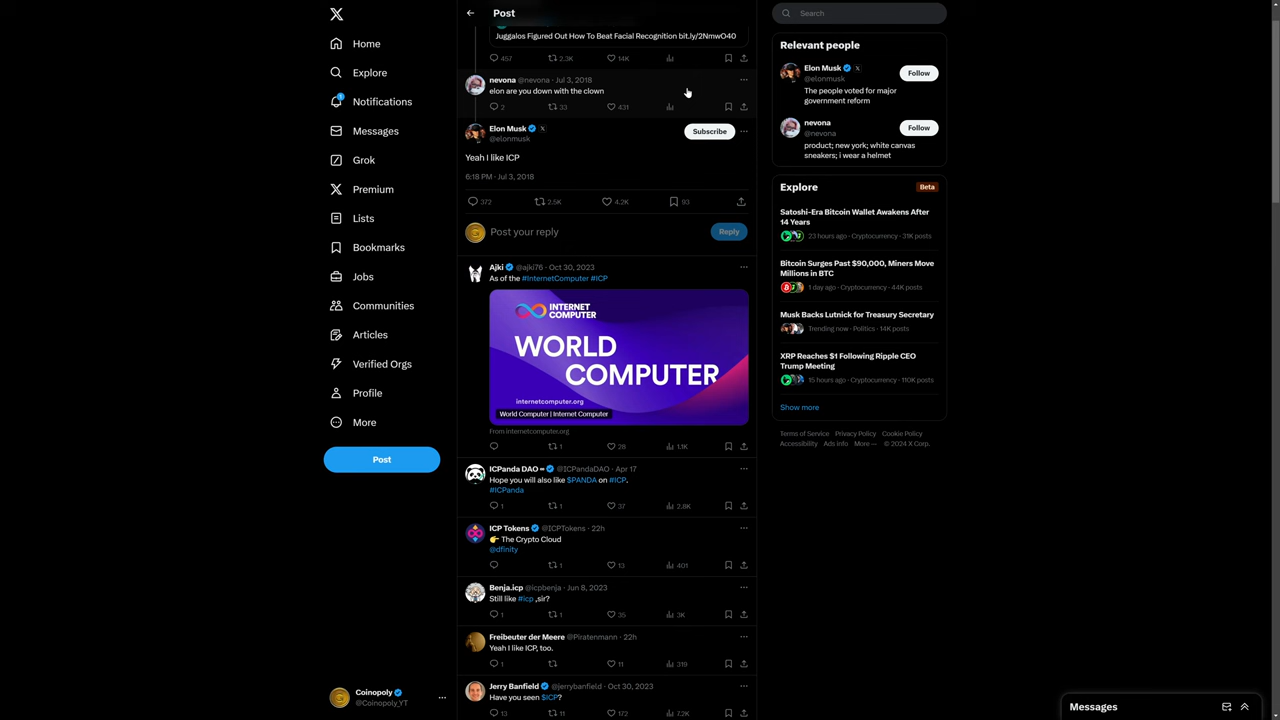 Home
Explore
1
Notifications
Messages
Grok
Premium
Lists
Bookmarks
Jobs
Communities
Articles
Verified Orgs
Profile
More
Post
Coinopoly
@Coinopoly_YT
Post
Juggalos Figured Out How To Beat Facial Recognition bit.ly/2NmwO40
457 2.3K 14K
nevona @nevona · Jul 3, 2018
elon are you down with the clown
2 33 431
Elon Musk
@elonmusk
Subscribe
Yeah I like ICP
6:18 PM · Jul 3, 2018
372 2.5K 4.2K 93
Post your reply
Reply
Ajki @ajki76 · Oct 30, 2023
As of the #InternetComputer #ICP
INTERNET
COMPUTER
WORLD
COMPUTER
internetcomputer.org
World Computer | Internet Computer
From internetcomputer.org
1 28 1.1K
ICPanda DAO @ICPandaDAO · Apr 17
Hope you will also like $PANDA on #ICP.
#ICPanda
1 1 37 2.8K
ICP Tokens @ICPTokens · 22h
👉 The Crypto Cloud
@dfinity
1 13 401
Benja.icp @icpbenja · Jun 8, 2023
Still like #icp ,sir?
1 1 35 3K
Freibeuter der Meere @Piratenmann · 22h
Yeah I like ICP, too.
1 11 319
Jerry Banfield @jerrybanfield · Oct 30, 2023
Have you seen $ICP?
13 11 172 7.2K
Search
Relevant people
Elon Musk
@elonmusk
Follow
The people voted for major
government reform
nevona
@nevona
Follow
product; new york; white canvas
sneakers; i wear a helmet
Explore
Beta
Satoshi-Era Bitcoin Wallet Awakens After
14 Years
23 hours ago · Cryptocurrency · 31K posts
Bitcoin Surges Past $90,000, Miners Move
Millions in BTC
1 day ago · Cryptocurrency · 44K posts
Musk Backs Lutnick for Treasury Secretary
Trending now · Politics · 14K posts
XRP Reaches $1 Following Ripple CEO
Trump Meeting
15 hours ago · Cryptocurrency · 110K posts
Show more
Terms of Service Privacy Policy Cookie Policy
Accessibility Ads info More ··· © 2024 X Corp.
Messages